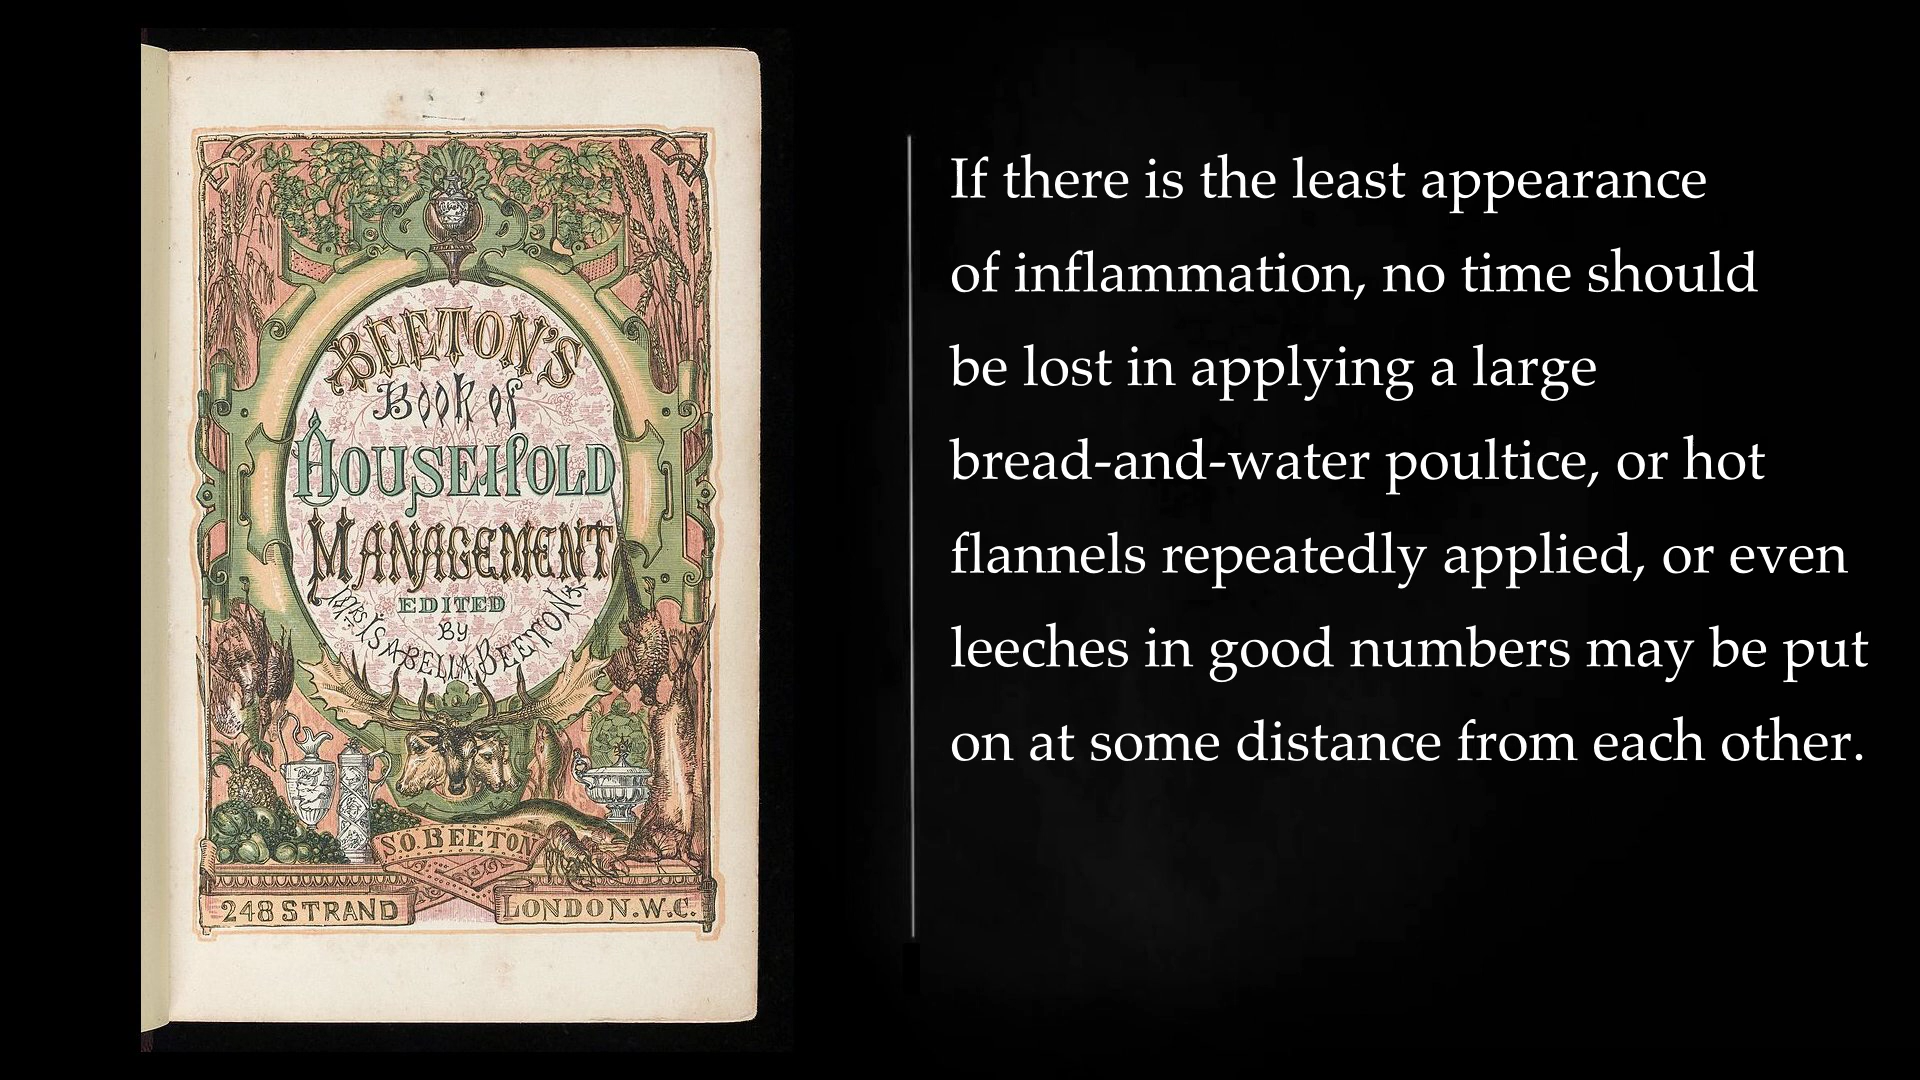 BEETON'S
Book of
HOUSEHOLD
MANAGEMENT
EDITED
BY
MRS ISABELLA BEETON
S.O. BEETON
248 STRAND
LONDON. W.C.
If there is the least appearance
of inflammation, no time should
be lost in applying a large
bread-and-water poultice, or hot
flannels repeatedly applied, or even
leeches in good numbers may be put
on at some distance from each other.